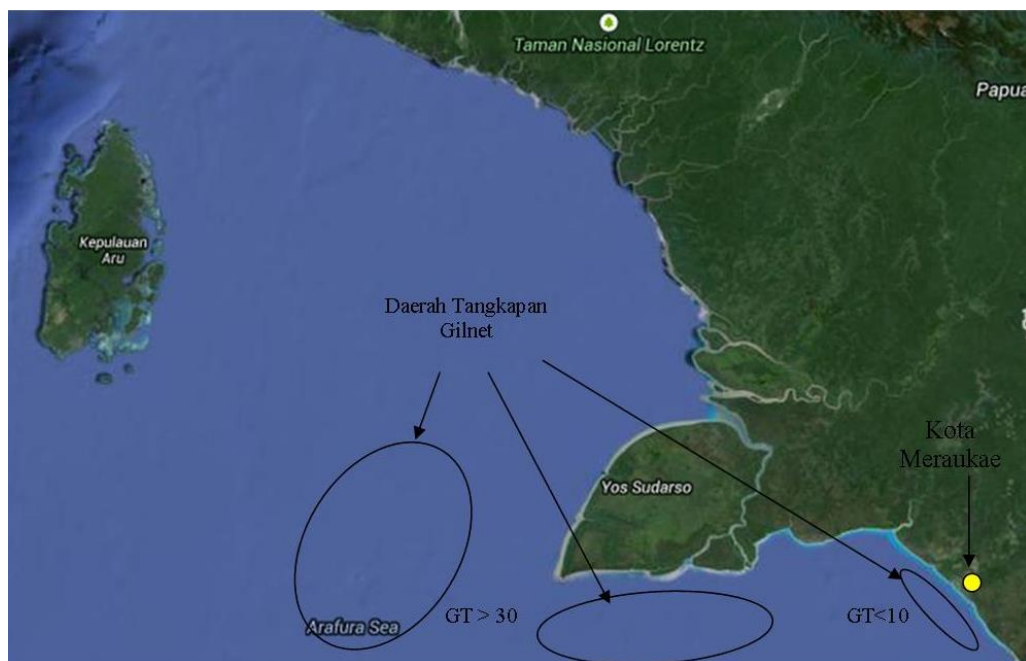 Taman Nasional Lorentz
Papua
Kepulauan
Aru
Daerah Tangkapan
Gilnet
Kota
Meraukae
Yos Sudarso
GT > 30
GT<10
Arafura Sea